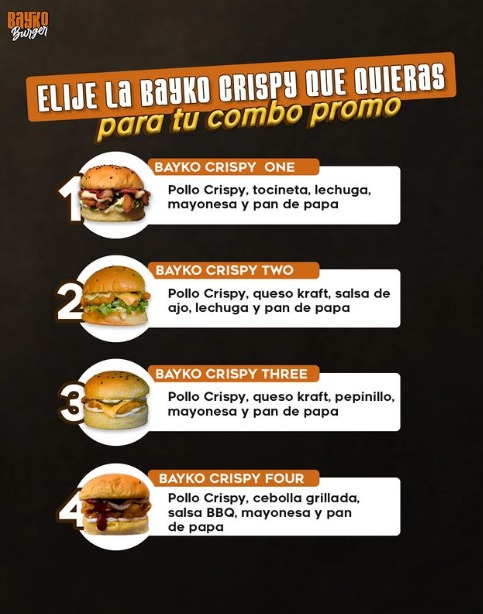 BAYKO
Burger
ELIJE LA BAYKO CRISPY QUE QUIERAS
para tu combo promo
1
BAYKO CRISPY ONE
Pollo Crispy, tocineta, lechuga,
mayonesa y pan de papa
2
BAYKO CRISPY TWO
Pollo Crispy, queso kraft, salsa de
ajo, lechuga y pan de papa
3
BAYKO CRISPY THREE
Pollo Crispy, queso kraft, pepinillo,
mayonesa y pan de papa
4
BAYKO CRISPY FOUR
Pollo Crispy, cebolla grillada,
salsa BBQ, mayonesa y pan
de papa